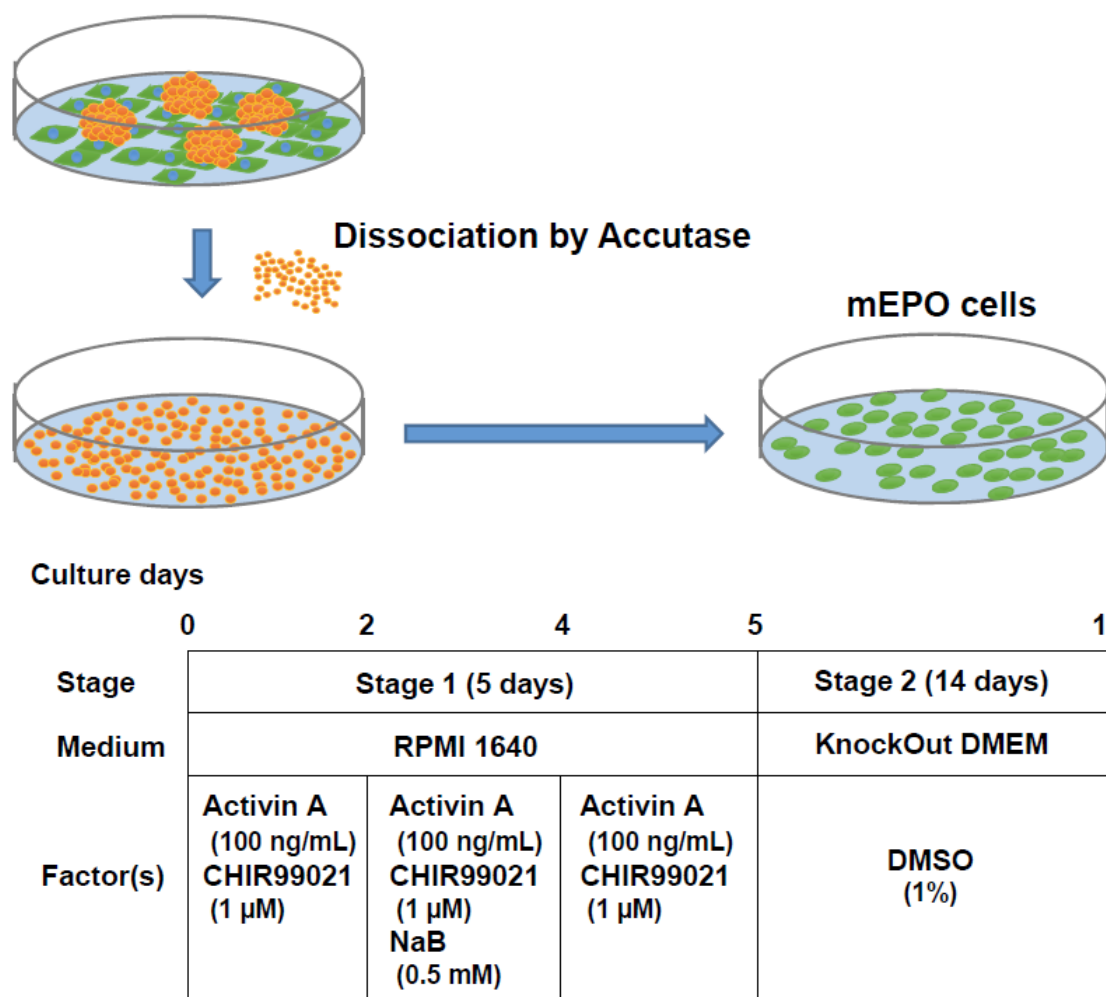 Dissociation by Accutase
mEPO cells
Culture days
0 2 4 5 1
Stage Stage 1 (5 days) Stage 2 (14 days)
Medium RPMI 1640 KnockOut DMEM
Factor(s)
Activin A
(100 ng/mL)
CHIR99021
(1 µM)
Activin A
(100 ng/mL)
CHIR99021
(1 µM)
NaB
(0.5 mM)
Activin A
(100 ng/mL)
CHIR99021
(1 µM)
DMSO
(1%)